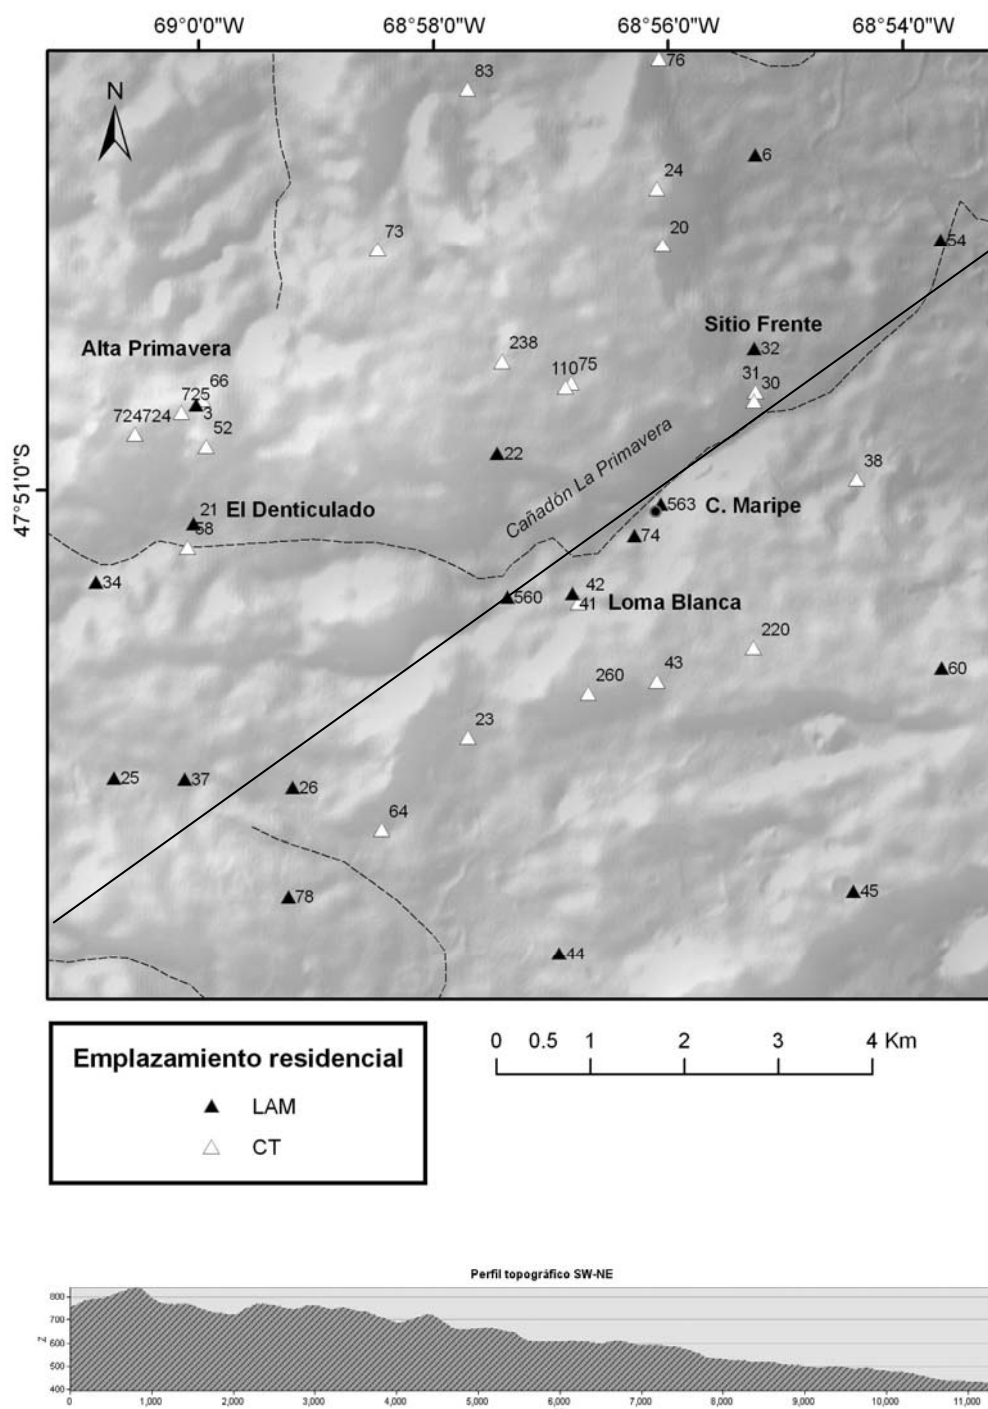 69°0'0"W 68°58'0"W 68°56'0"W 68°54'0"W
N
83
76
6
24
73
20
54
Sitio Frente
32
Alta Primavera
238
110 75
31
30
66
725
3
724 724
52
22
Cañadón La Primavera
47°51'0"S
38
21
El Denticulado
563
C. Maripe
58
74
34
560
42
41
Loma Blanca
220
60
260
43
23
25
37
26
64
78
45
44
Emplazamiento residencial
LAM
CT
0 0.5 1 2 3 4 Km
Perfil topográfico SW-NE
800
700
600
500
400
Z
0 1,000 2,000 3,000 4,000 5,000 6,000 7,000 8,000 9,000 10,000 11,000